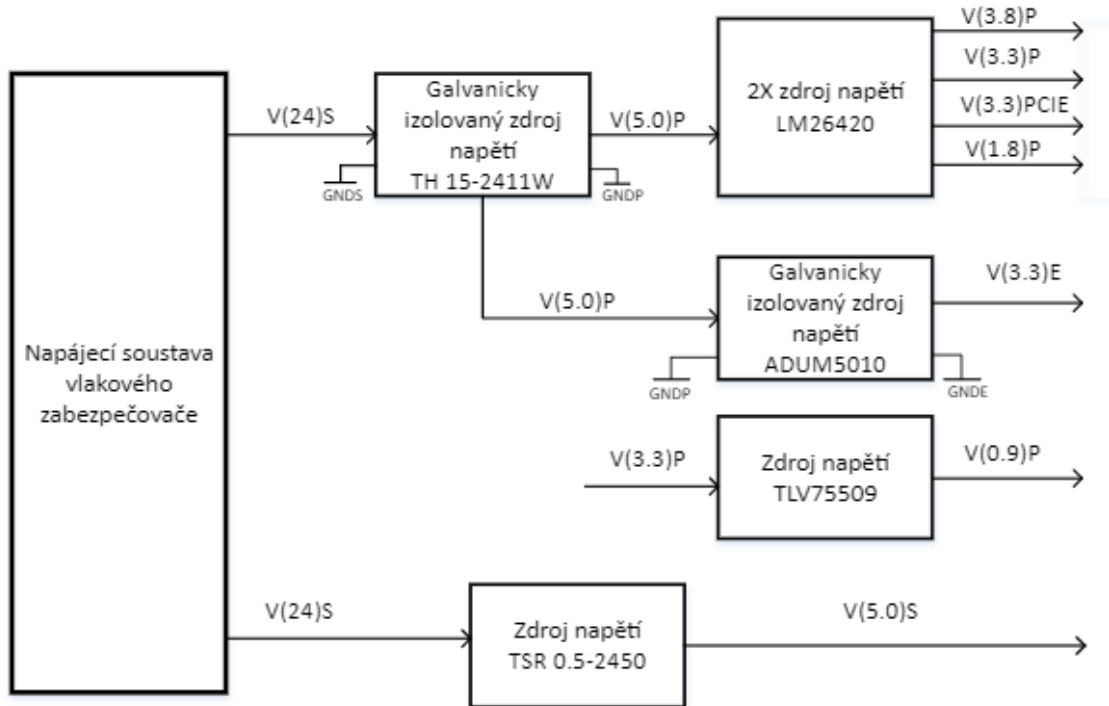 Napájecí soustava
vlakového
zabezpečovače
V(24)S
GNDS
Galvanicky
izolovaný zdroj
napětí
TH 15-2411W
V(5.0)P
GNDP
2X zdroj napětí
LM26420
V(3.8)P
V(3.3)P
V(3.3)PCIE
V(1.8)P
V(5.0)P
GNDP
Galvanicky
izolovaný zdroj
napětí
ADUM5010
V(3.3)E
GNDE
V(3.3)P
Zdroj napětí
TLV75509
V(0.9)P
V(24)S
Zdroj napětí
TSR 0.5-2450
V(5.0)S